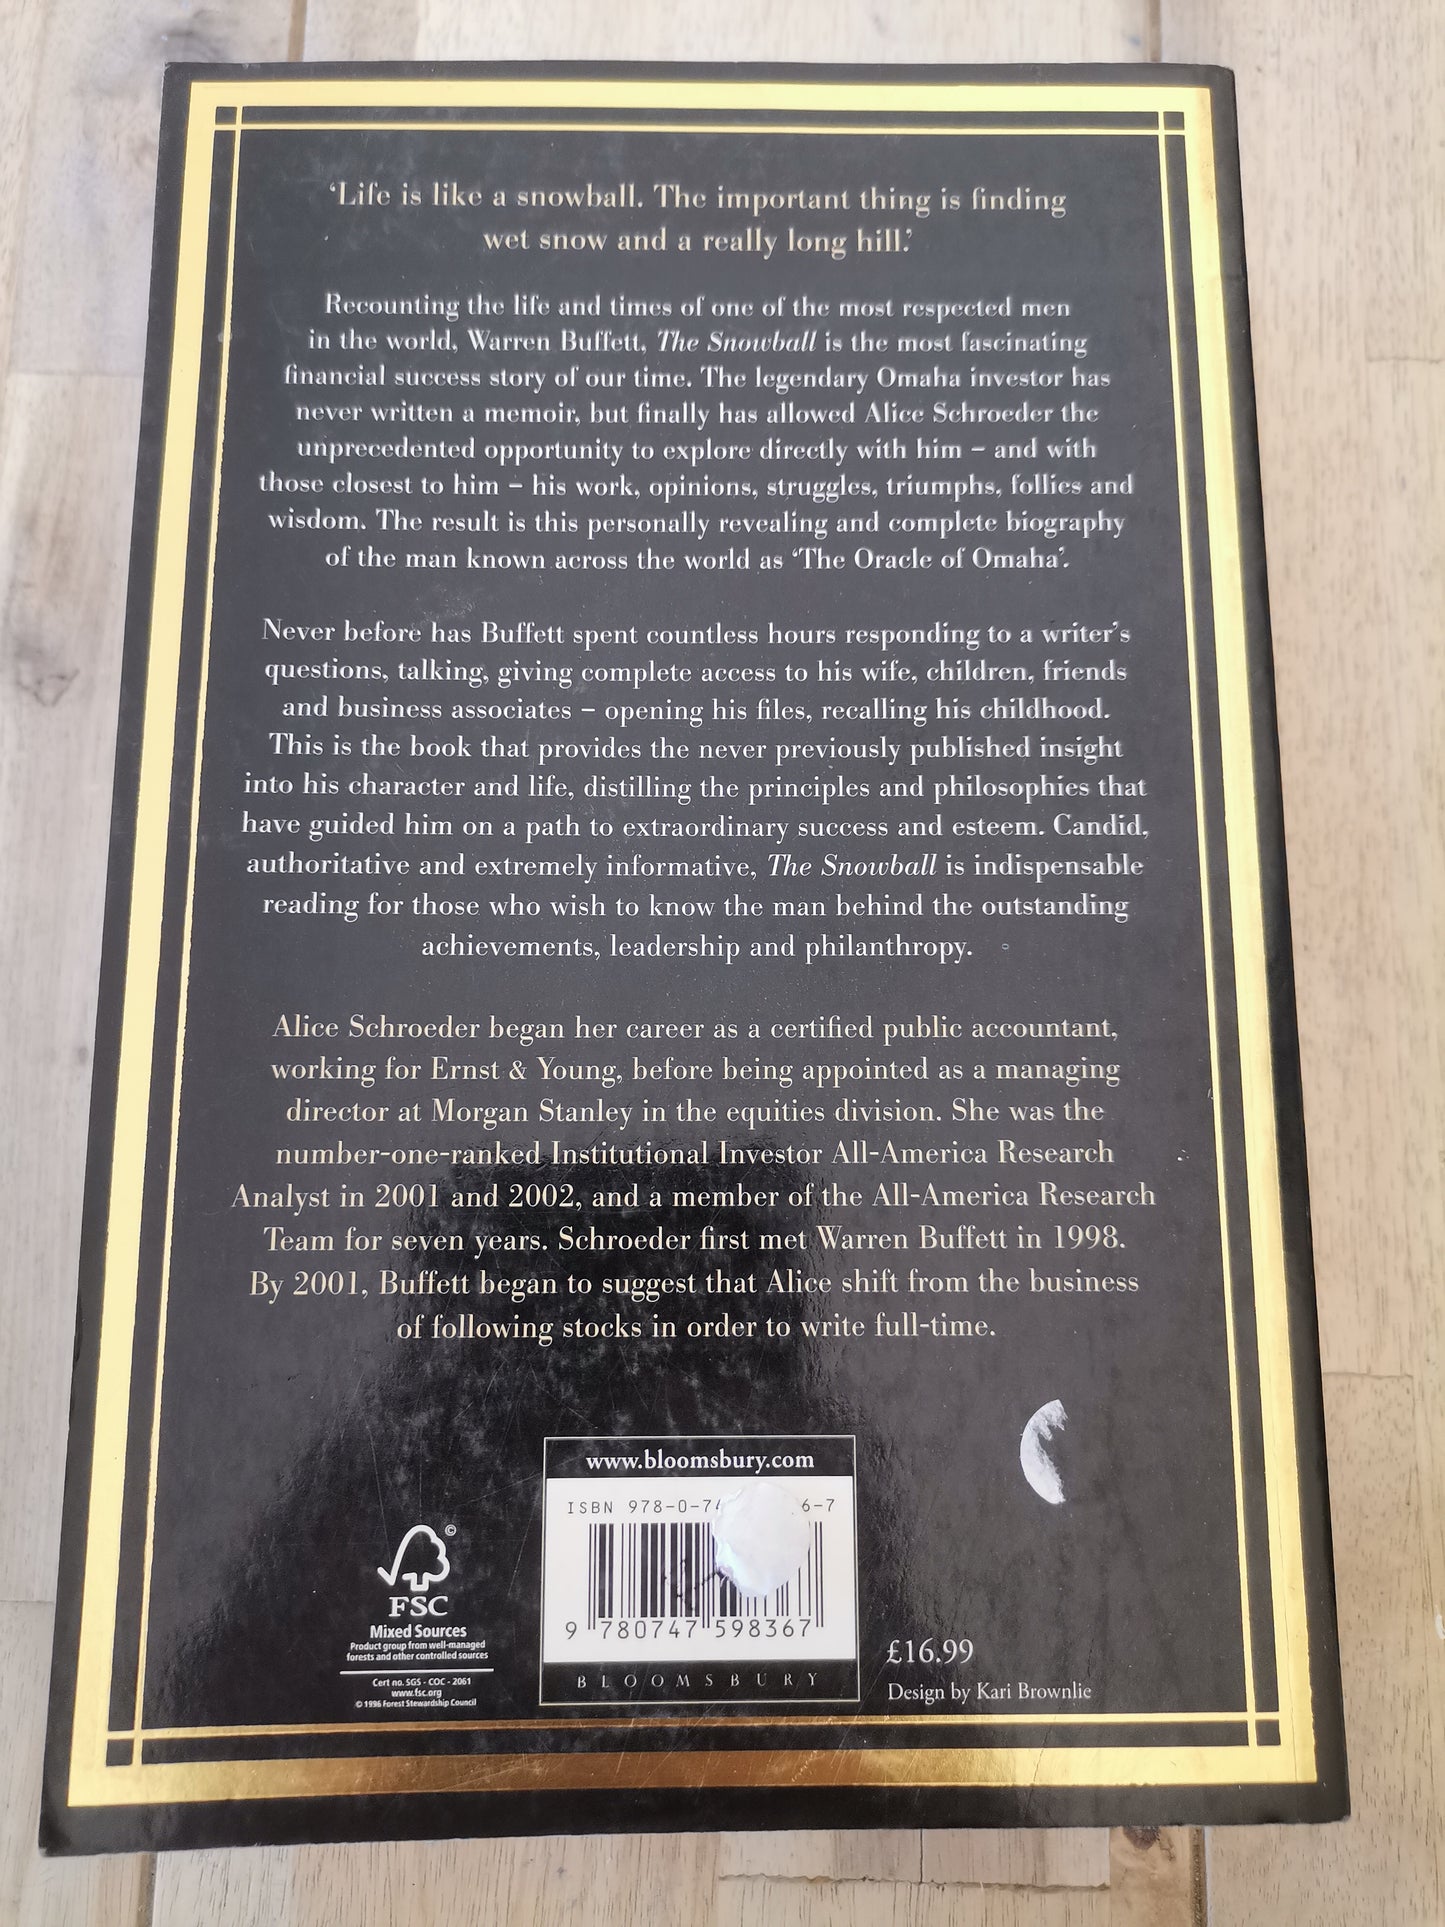 ‘Life is like a snowball. The important thing is finding
wet snow and a really long hill.’
Recounting the life and times of one of the most respected men
in the world, Warren Buffett, The Snowball is the most fascinating
financial success story of our time. The legendary Omaha investor has
never written a memoir, but finally has allowed Alice Schroeder the
unprecedented opportunity to explore directly with him – and with
those closest to him – his work, opinions, struggles, triumphs, follies and
wisdom. The result is this personally revealing and complete biography
of the man known across the world as ‘The Oracle of Omaha’.
Never before has Buffett spent countless hours responding to a writer’s
questions, talking, giving complete access to his wife, children, friends
and business associates – opening his files, recalling his childhood.
This is the book that provides the never previously published insight
into his character and life, distilling the principles and philosophies that
have guided him on a path to extraordinary success and esteem. Candid,
authoritative and extremely informative, The Snowball is indispensable
reading for those who wish to know the man behind the outstanding
achievements, leadership and philanthropy.
Alice Schroeder began her career as a certified public accountant,
working for Ernst & Young, before being appointed as a managing
director at Morgan Stanley in the equities division. She was the
number-one-ranked Institutional Investor All-America Research
Analyst in 2001 and 2002, and a member of the All-America Research
Team for seven years. Schroeder first met Warren Buffett in 1998.
By 2001, Buffett began to suggest that Alice shift from the business
of following stocks in order to write full-time.
www.bloomsbury.com
ISBN 978-0-74 6-7
9 780747 598367
BLOOMSBURY
©
FSC
Mixed Sources
Product group from well-managed
forests and other controlled sources
Cert no. SGS - COC - 2061
www.fsc.org
© 1996 Forest Stewardship Council
£16.99
Design by Kari Brownlie